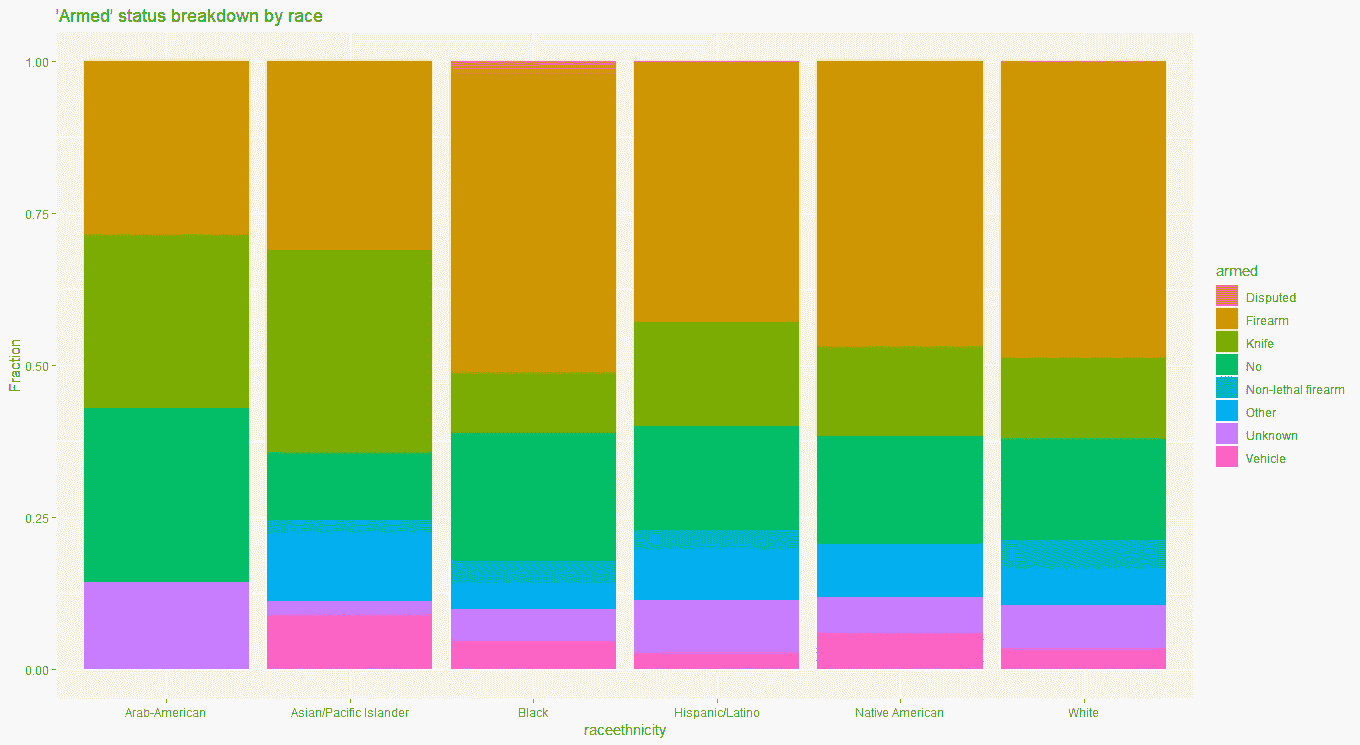 'Armed' status breakdown by race
1.00
0.75
0.50
0.25
0.00
Fraction
Arab-American
Asian/Pacific Islander
Black
Hispanic/Latino
Native American
White
raceethnicity
armed
Disputed
Firearm
Knife
No
Non-lethal firearm
Other
Unknown
Vehicle